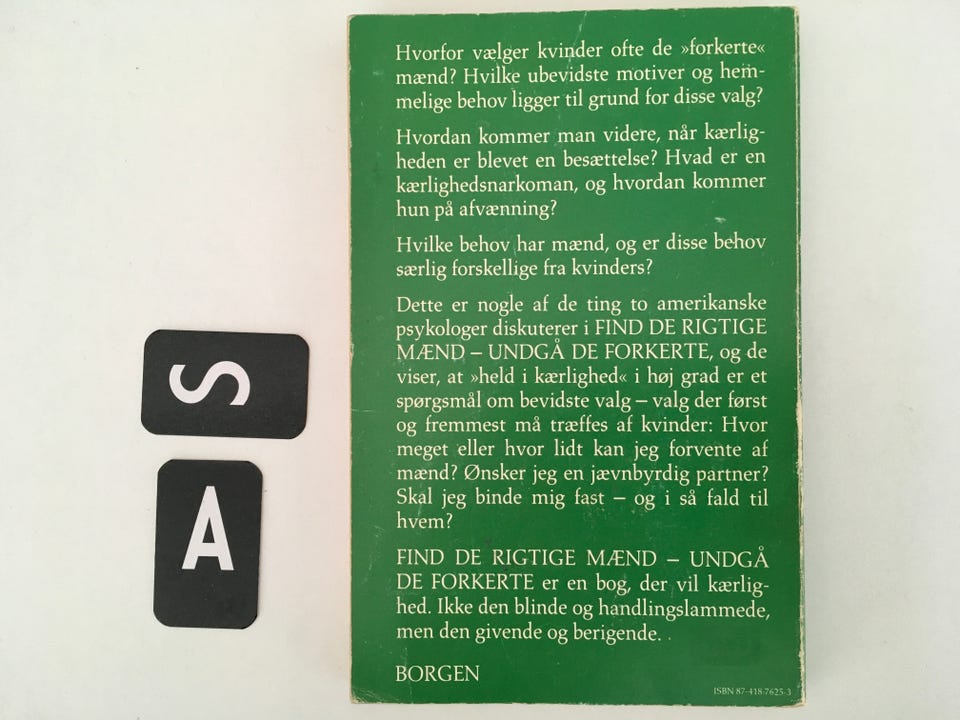 Hvorfor vælger kvinder ofte de »forkerte«
mænd? Hvilke ubevidste motiver og hem-
melige behov ligger til grund for disse valg?
Hvordan kommer man videre, når kærlig-
heden er blevet en besættelse? Hvad er en
kærlighedsnarkoman, og hvordan kommer
hun på afvænning?
Hvilke behov har mænd, og er disse behov
særlig forskellige fra kvinders?
Dette er nogle af de ting to amerikanske
psykologer diskuterer i FIND DE RIGTIGE
MÆND – UNDGÅ DE FORKERTE, og de
viser, at »held i kærlighed« i høj grad er et
spørgsmål om bevidste valg – valg der først
og fremmest må træffes af kvinder: Hvor
meget eller hvor lidt kan jeg forvente af
mænd? Ønsker jeg en jævnbyrdig partner?
Skal jeg binde mig fast – og i så fald til
hvem?
FIND DE RIGTIGE MÆND – UNDGÅ
DE FORKERTE er en bog, der vil kærlig-
hed. Ikke den blinde og handlingslammede,
men den givende og berigende.
BORGEN
ISBN 87-418-7625-3
S
A